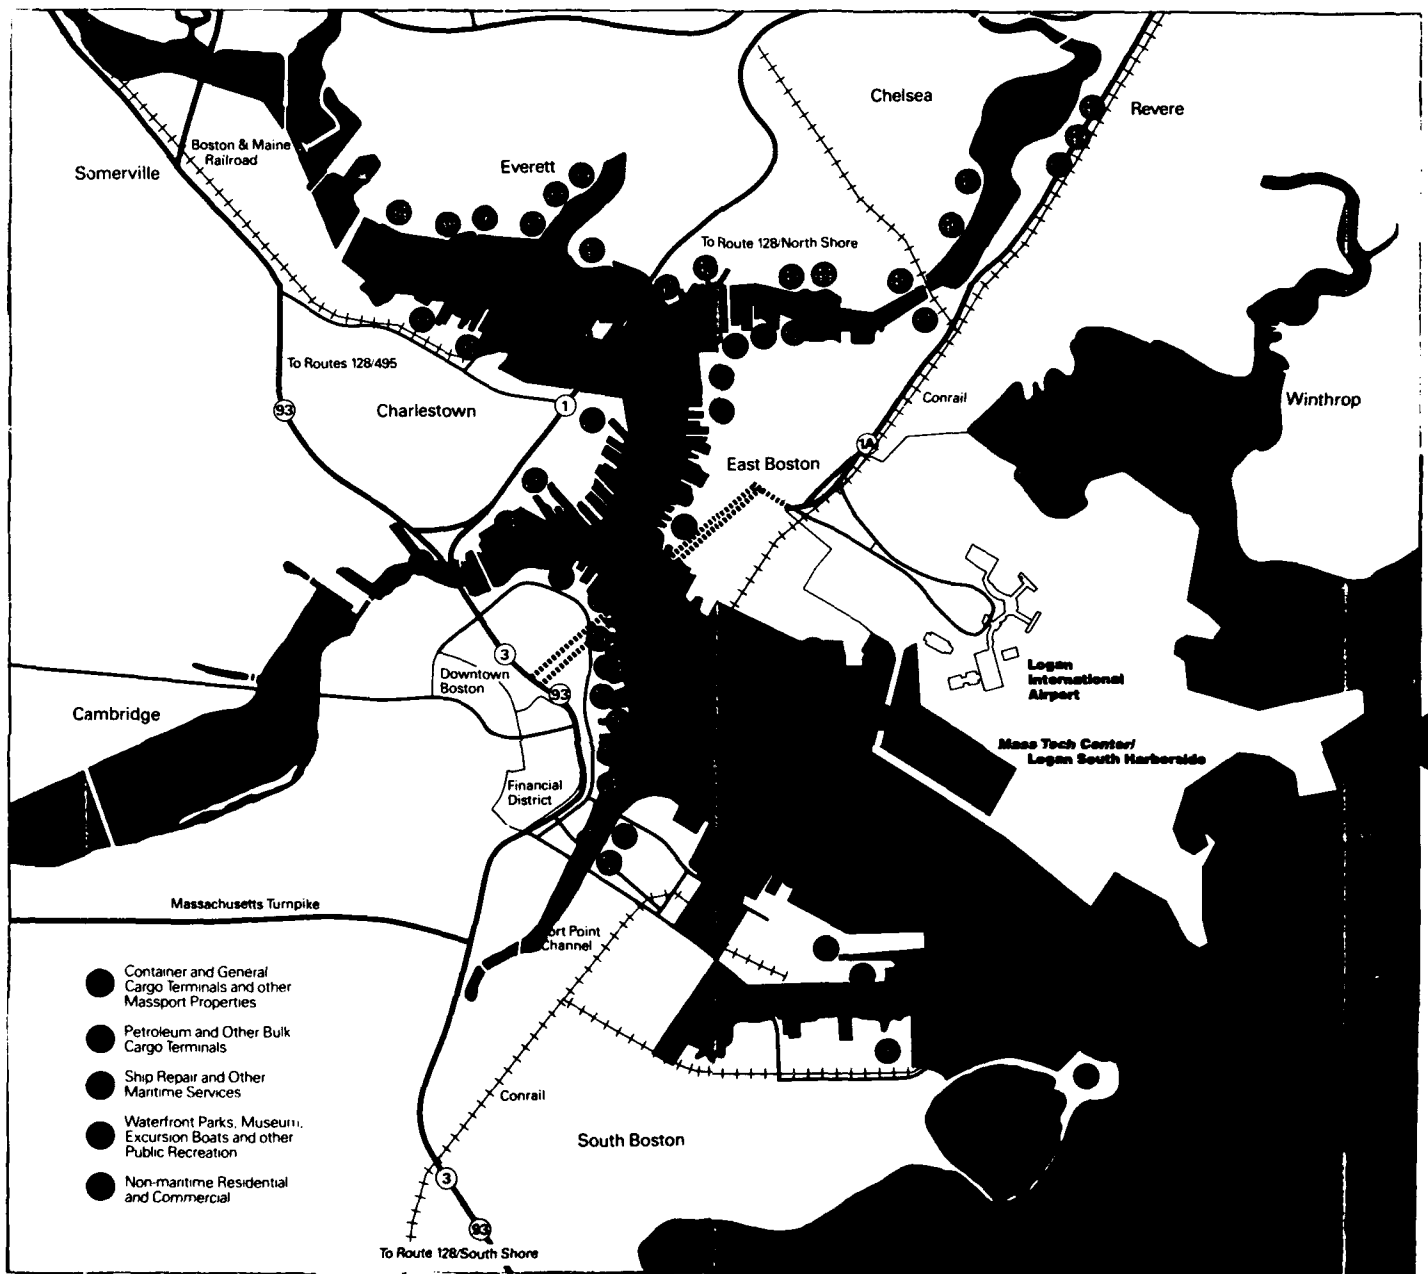 Chelsea
Revere
Boston & Maine
Railroad
Somerville
Everett
To Route 128/North Shore
To Routes 128/495
Charlestown
93
1
Conrail
Winthrop
1A
East Boston
3
Downtown
Boston
93
Logan
International
Airport
Cambridge
Mass Tech Center/
Logan South Harborside
Financial
District
Massachusetts Turnpike
ort Point
Channel
Container and General
Cargo Terminals and other
Massport Properties
Petroleum and Other Bulk
Cargo Terminals
Ship Repair and Other
Maritime Services
Waterfront Parks, Museum,
Excursion Boats and other
Public Recreation
Non-maritime Residential
and Commercial
Conrail
South Boston
3
93
To Route 128/South Shore